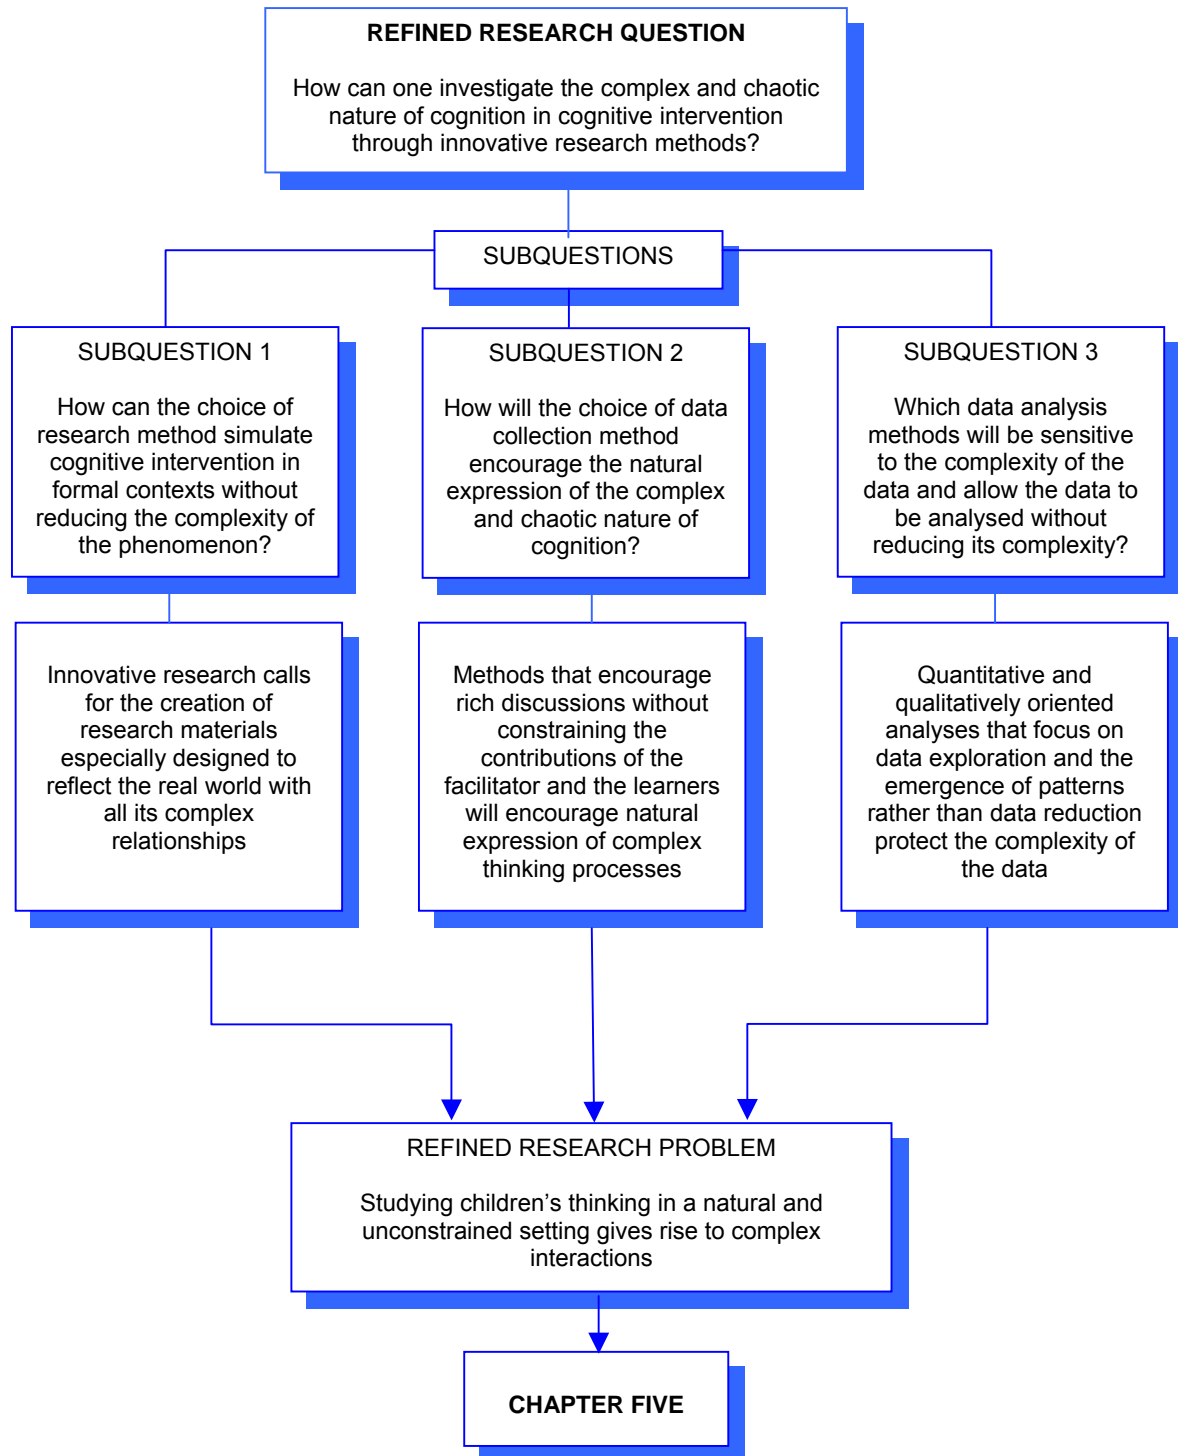 REFINED RESEARCH QUESTION
How can one investigate the complex and chaotic
nature of cognition in cognitive intervention
through innovative research methods?
SUBQUESTIONS
SUBQUESTION 1
How can the choice of
research method simulate
cognitive intervention in
formal contexts without
reducing the complexity of
the phenomenon?
SUBQUESTION 2
How will the choice of data
collection method
encourage the natural
expression of the complex
and chaotic nature of
cognition?
SUBQUESTION 3
Which data analysis
methods will be sensitive
to the complexity of the
data and allow the data to
be analysed without
reducing its complexity?
Innovative research calls
for the creation of
research materials
especially designed to
reflect the real world with
all its complex
relationships
Methods that encourage
rich discussions without
constraining the
contributions of the
facilitator and the learners
will encourage natural
expression of complex
thinking processes
Quantitative and
qualitatively oriented
analyses that focus on
data exploration and the
emergence of patterns
rather than data reduction
protect the complexity of
the data
REFINED RESEARCH PROBLEM
Studying children’s thinking in a natural and
unconstrained setting gives rise to complex
interactions
CHAPTER FIVE